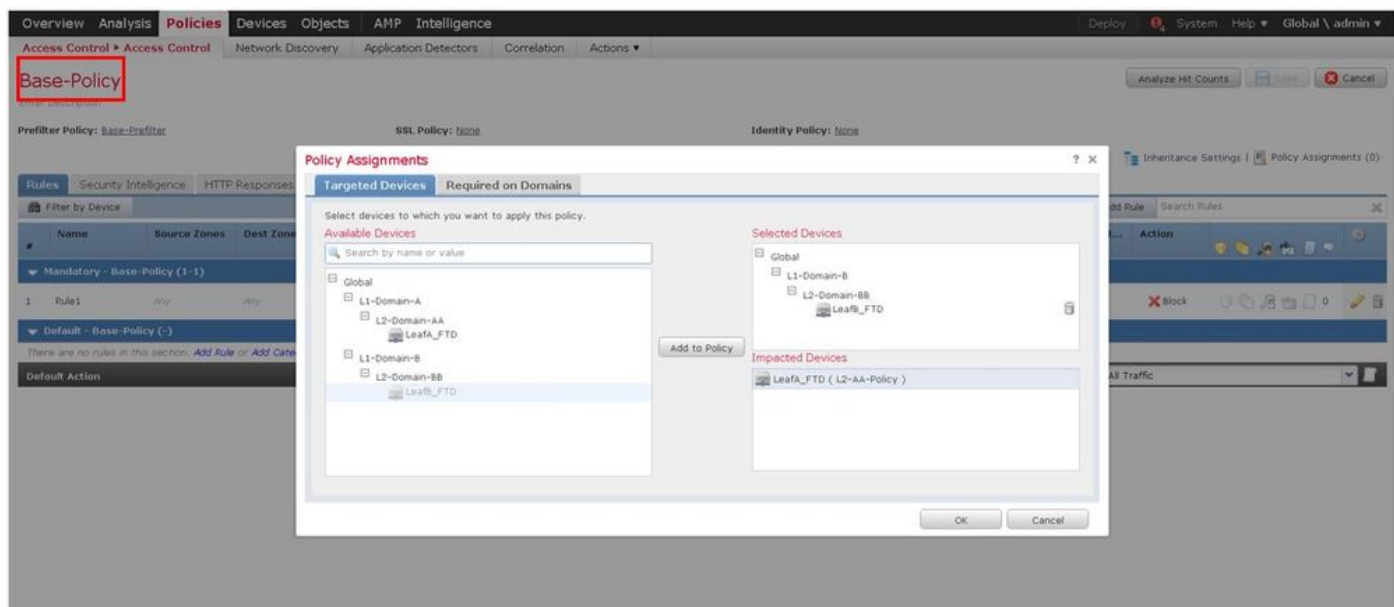 Overview Analysis Policies Devices Objects AMP Intelligence Deploy System Help Global \ admin
Access Control Access Control Network Discovery Application Detectors Correlation Actions
Base-Policy
Enter Description
Analyze Hit Counts Save Cancel
Prefilter Policy: Base-Prefilter SSL Policy: None Identity Policy: None
Inheritance Settings | Policy Assignments (0)
Rules Security Intelligence HTTP Responses
Filter by Device dd Rule Search Rules
# Name Source Zones Dest Zone t... Action
Mandatory - Base-Policy (1-1)
1 Rule1 Any Any Block 0
Default - Base-Policy (-)
There are no rules in this section. Add Rule or Add Cate
Default Action All Traffic
Policy Assignments ?
Targeted Devices Required on Domains
Select devices to which you want to apply this policy.
Available Devices
Search by name or value
Global
L1-Domain-A
L2-Domain-AA
LeafA_FTD
L1-Domain-B
L2-Domain-BB
LeafB_FTD
Add to Policy
Selected Devices
Global
L1-Domain-B
L2-Domain-BB
LeafB_FTD
Impacted Devices
LeafA_FTD ( L2-AA-Policy )
OK Cancel